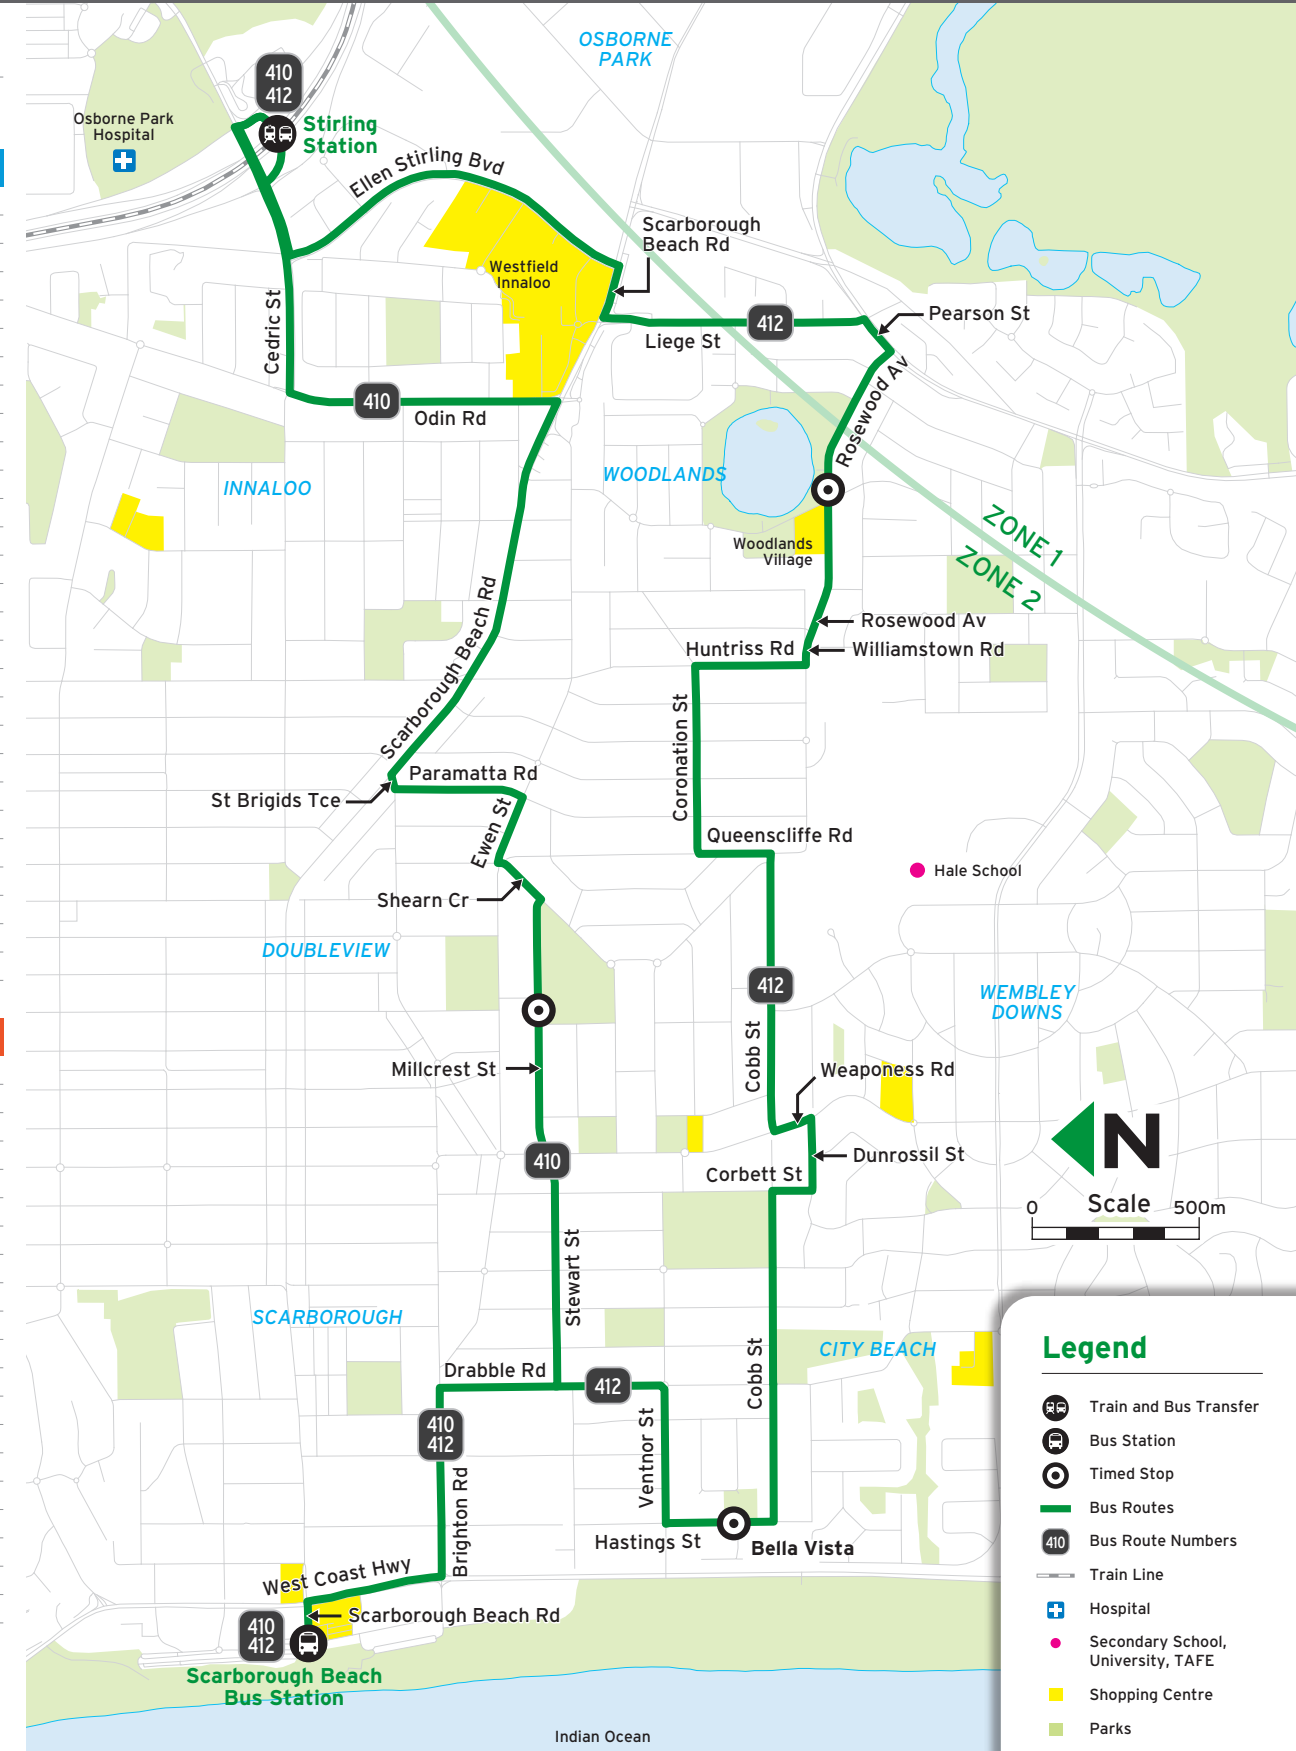 OSBORNE
PARK
410
412
Osborne Park
Hospital
Stirling
Station
Ellen Stirling Bvd
Scarborough
Beach Rd
Westfield
Innaloo
Cedric St
412
Pearson St
Liege St
410
Odin Rd
Rosewood Av
INNALOO
WOODLANDS
ZONE 1
ZONE 2
Woodlands
Village
Scarborough Beach Rd
Rosewood Av
Huntriss Rd
Williamstown Rd
Coronation St
Paramatta Rd
St Brigids Tce
Ewen St
Queenscliffe Rd
Hale School
Shearn Cr
DOUBLEVIEW
412
WEMBLEY
DOWNS
Cobb St
Millcrest St
Weaponess Rd
N
410
Dunrossil St
Corbett St
0 Scale 500m
Stewart St
SCARBOROUGH
CITY BEACH
Cobb St
Drabble Rd
412
410
412
Ventnor St
Brighton Rd
Hastings St
Bella Vista
West Coast Hwy
Scarborough Beach Rd
410
412
Scarborough Beach
Bus Station
Indian Ocean
Legend
Train and Bus Transfer
Bus Station
Timed Stop
Bus Routes
410 Bus Route Numbers
Train Line
Hospital
Secondary School,
University, TAFE
Shopping Centre
Parks